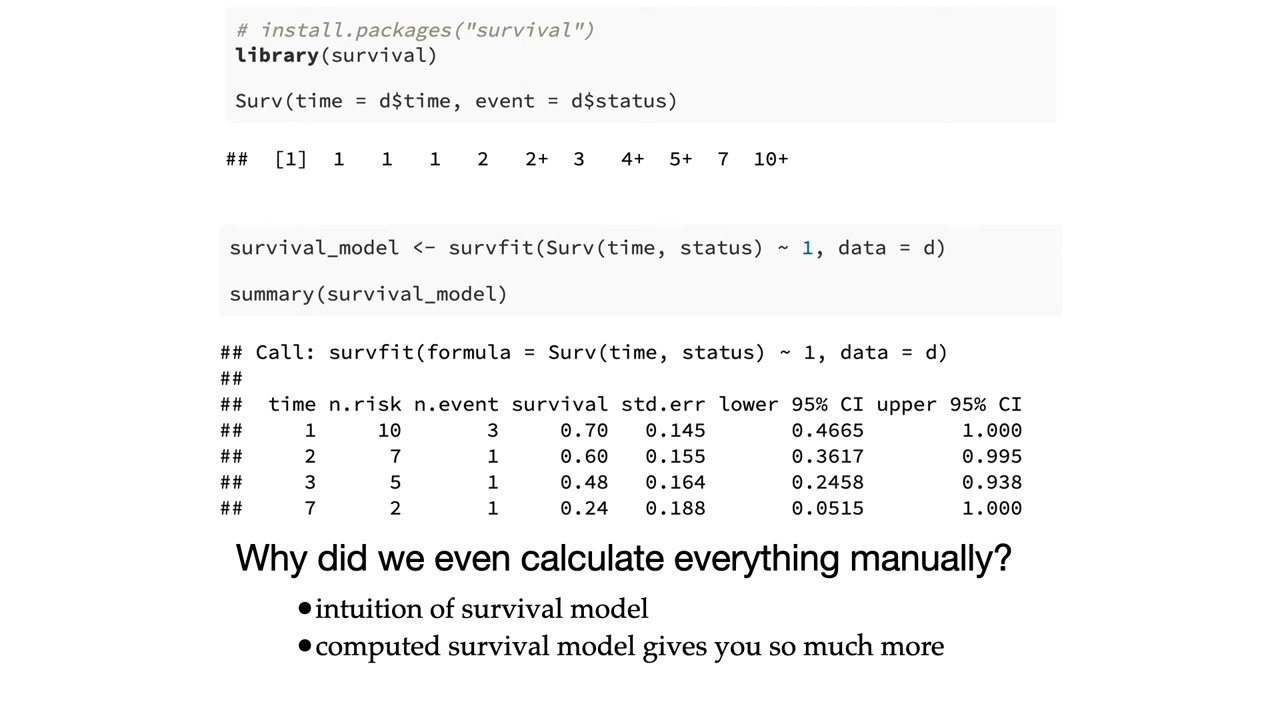 # install.packages("survival")
library(survival)
Surv(time = d$time, event = d$status)
## [1] 1 1 1 2 2+ 3 4+ 5+ 7 10+
survival_model <- survfit(Surv(time, status) ~ 1, data = d)
summary(survival_model)
## Call: survfit(formula = Surv(time, status) ~ 1, data = d)
##
## time n.risk n.event survival std.err lower 95% CI upper 95% CI
## 1 10 3 0.70 0.145 0.4665 1.000
## 2 7 1 0.60 0.155 0.3617 0.995
## 3 5 1 0.48 0.164 0.2458 0.938
## 7 2 1 0.24 0.188 0.0515 1.000
Why did we even calculate everything manually?
•intuition of survival model
•computed survival model gives you so much more